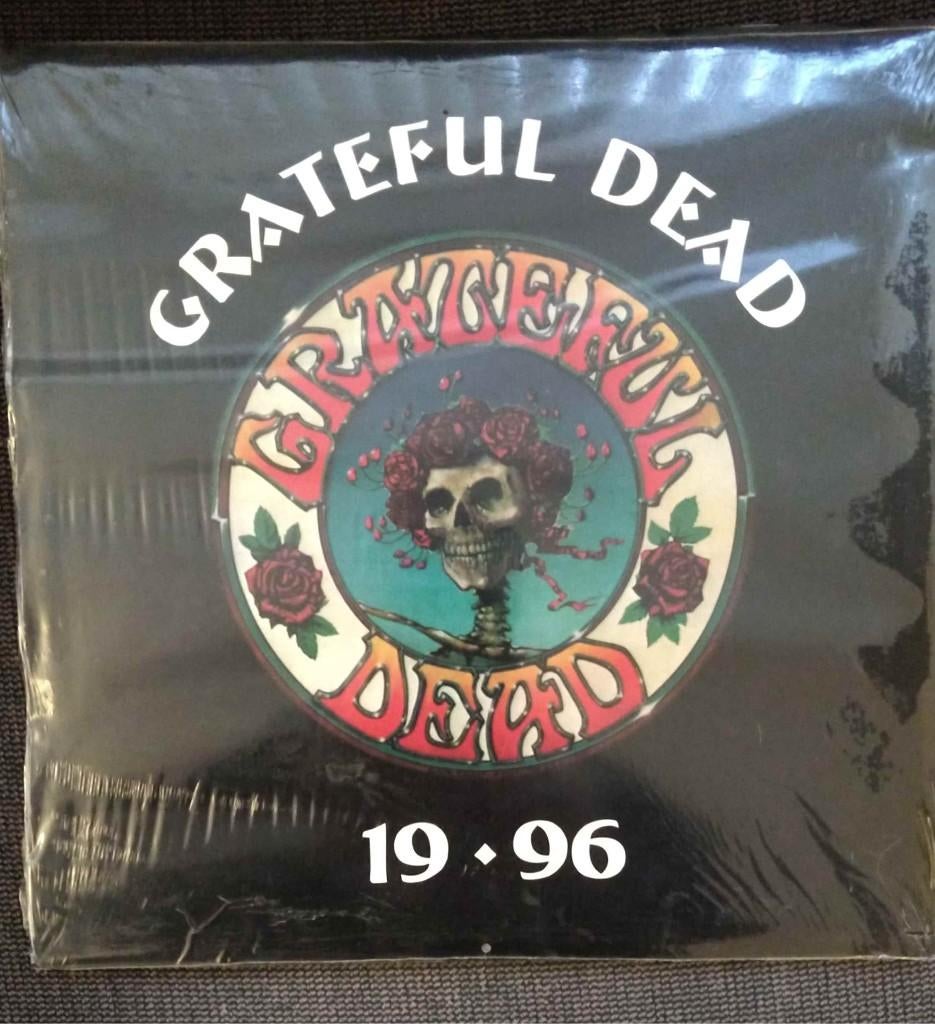 GRATEFUL DEAD
GRATEFUL
DEAD
19 • 96